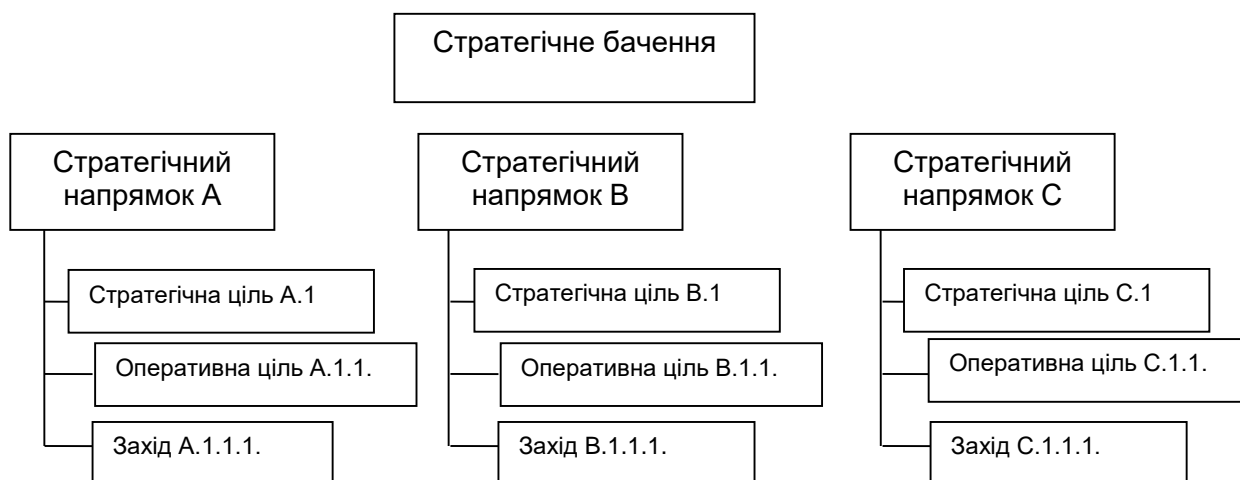 Стратегічне бачення
Стратегічний
напрямок А
Стратегічна ціль А.1
Оперативна ціль А.1.1.
Захід А.1.1.1.
Стратегічний
напрямок В
Стратегічна ціль В.1
Оперативна ціль В.1.1.
Захід В.1.1.1.
Стратегічний
напрямок С
Стратегічна ціль С.1
Оперативна ціль С.1.1.
Захід С.1.1.1.